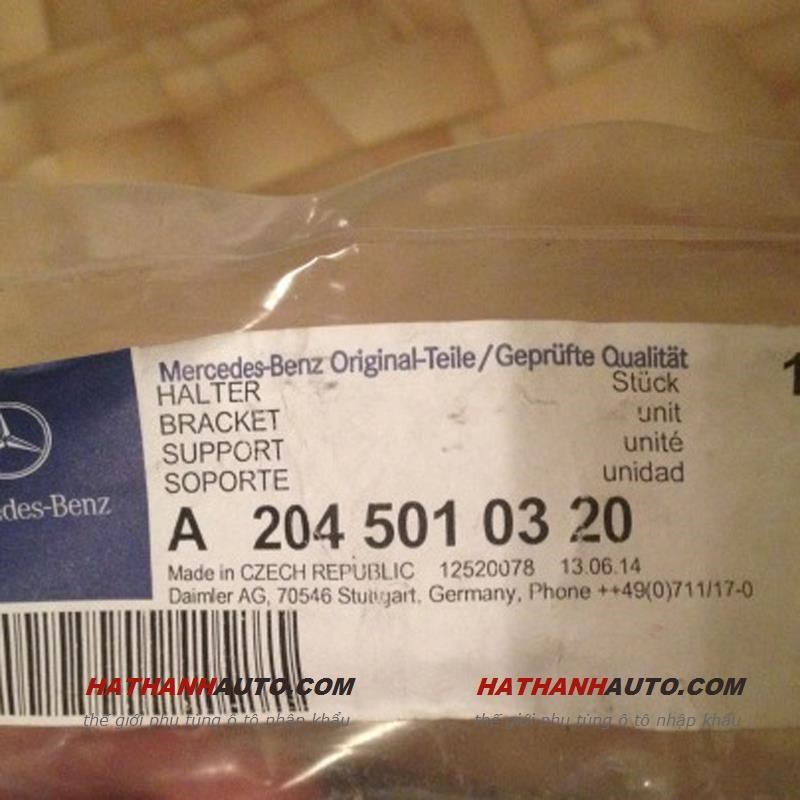 Mercedes-Benz Original-Teile/Geprüfte Qualität
HALTER Stück
BRACKET unit
SUPPORT unité
SOPORTE unidad
1
edes-Benz
A 204 501 03 20
Made in CZECH REPUBLIC 12520078 13.06.14
Daimler AG, 70546 Stuttgart, Germany, Phone ++49(0)711/17-0
HATHANHAUTO.COM HATHANHAUTO.COM
thế giới phụ tùng ô tô nhập khẩu thế giới phụ tùng ô tô nhập khẩu